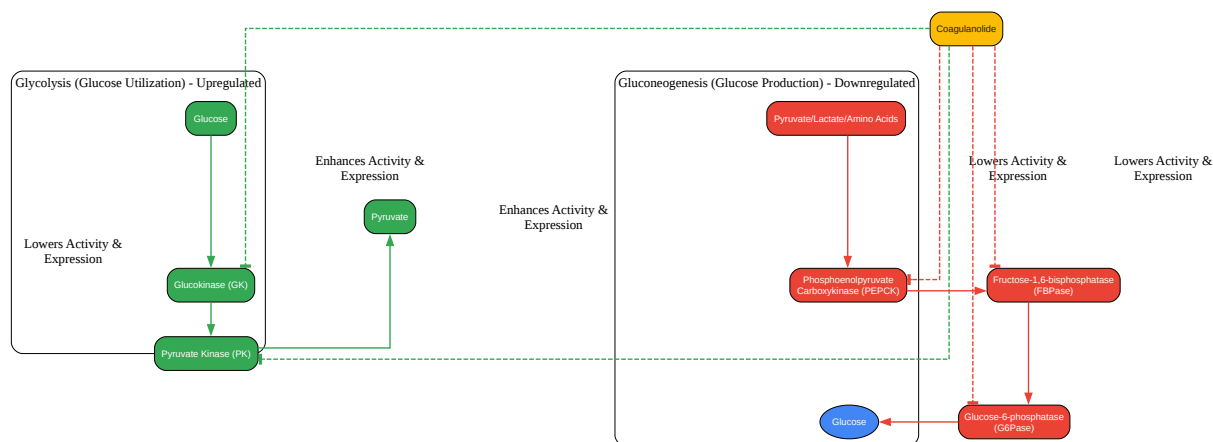 Coagulanolide
Glycolysis (Glucose Utilization) - Upregulated
Gluconeogenesis (Glucose Production) - Downregulated
Glucose
Pyruvate/Lactate/Amino Acids
Enhances Activity &
Expression
Lowers Activity &
Expression
Lowers Activity &
Expression
Pyruvate
Enhances Activity &
Expression
Lowers Activity &
Expression
Glucokinase (GK)
Phosphoenolpyruvate
Carboxykinase (PEPCK)
Fructose-1,6-bisphosphatase
(FBPase)
Pyruvate Kinase (PK)
Glucose
Glucose-6-phosphatase
(G6Pase)